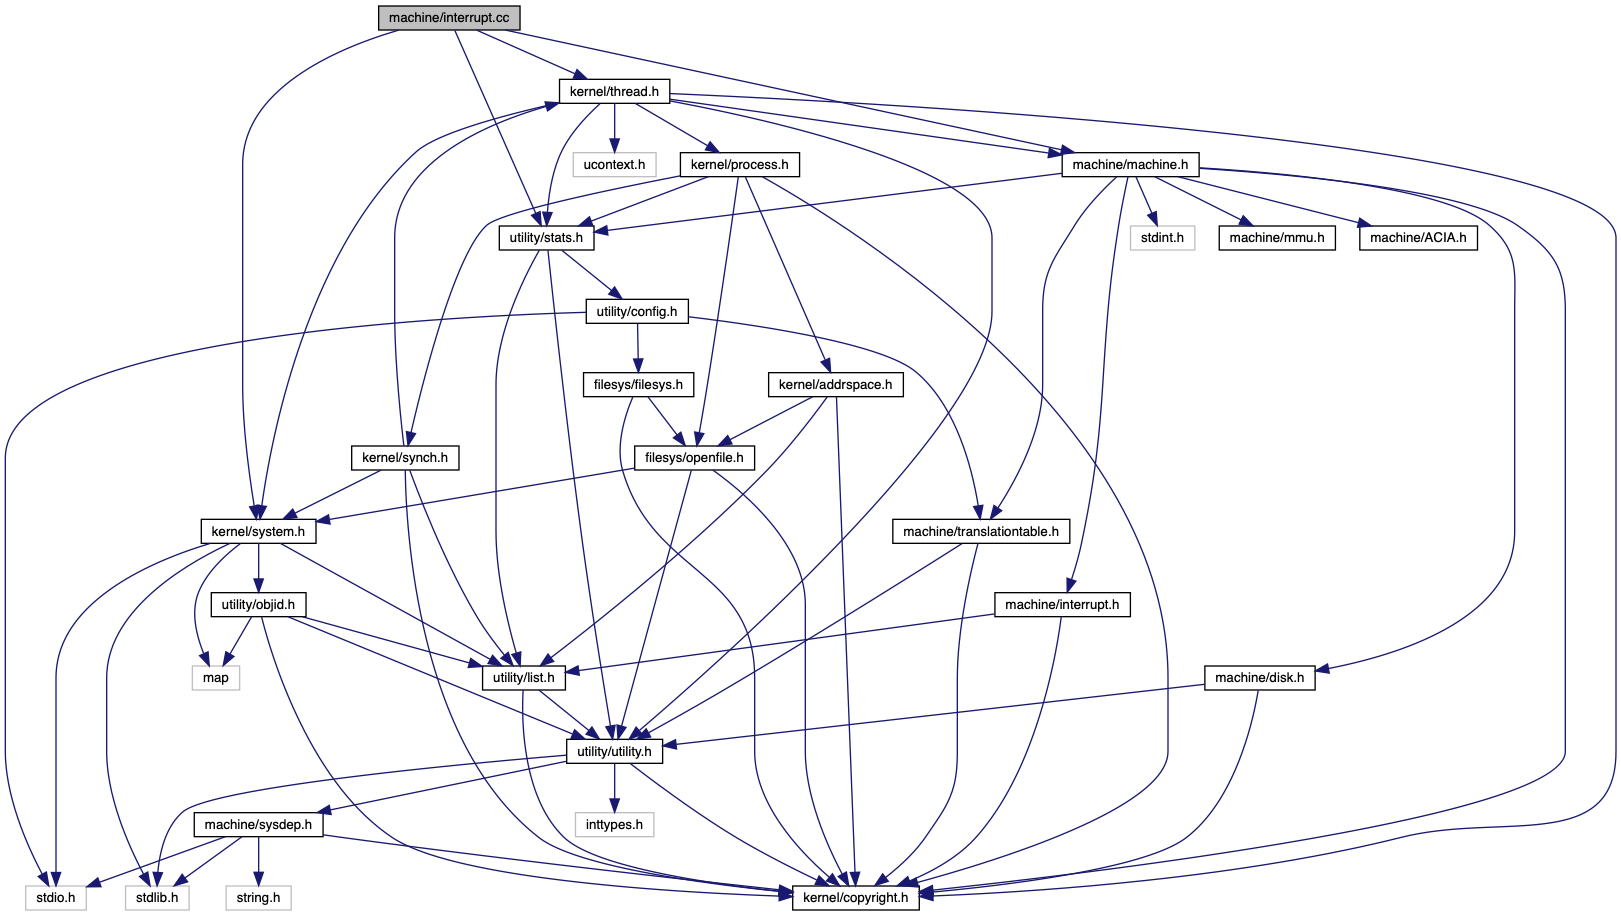 machine/interrupt.cc
kernel/thread.h
ucontext.h
kernel/process.h
machine/machine.h
utility/stats.h
stdint.h
machine/mmu.h
machine/ACIA.h
utility/config.h
filesys/filesys.h
kernel/addrspace.h
kernel/synch.h
filesys/openfile.h
kernel/system.h
machine/translationtable.h
utility/objid.h
machine/interrupt.h
map
utility/list.h
machine/disk.h
utility/utility.h
machine/sysdep.h
inttypes.h
stdio.h
stdlib.h
string.h
kernel/copyright.h